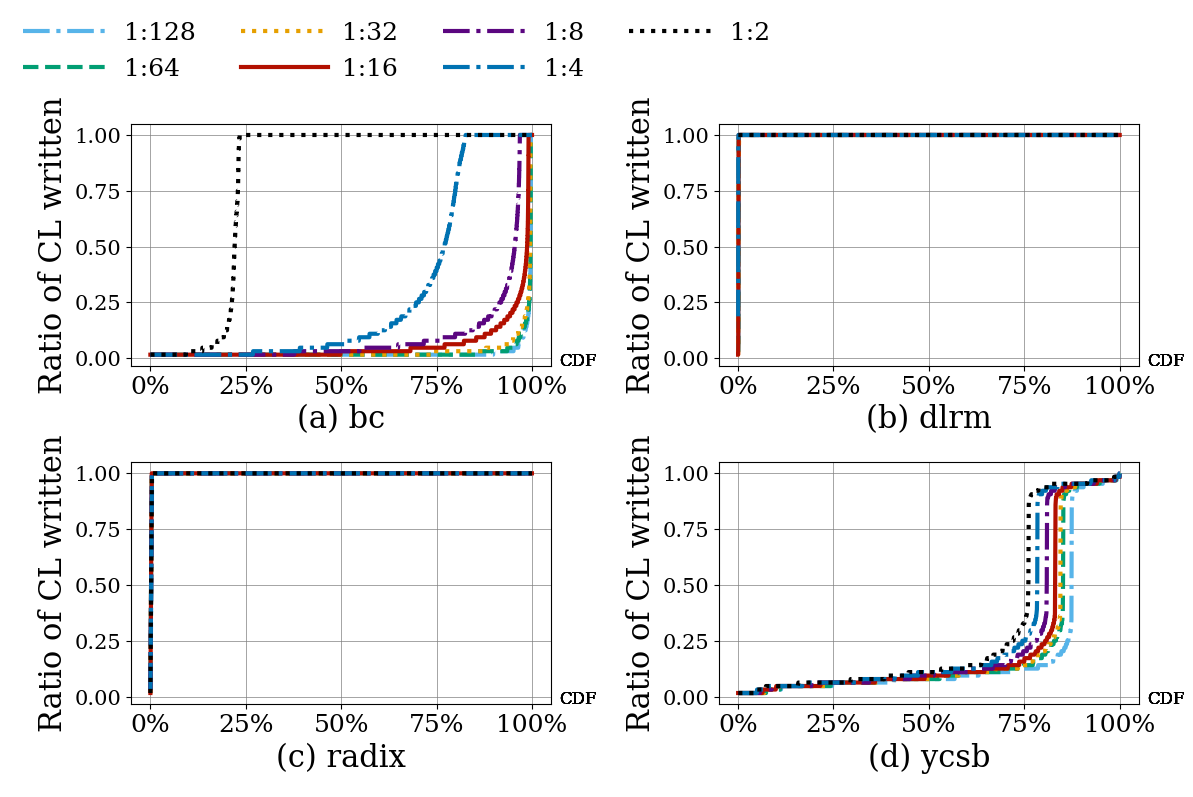 1:128 1:32 1:8 1:2
1:64 1:16 1:4
Ratio of CL written
1.00
0.75
0.50
0.25
0.00
0% 25% 50% 75% 100%
CDF
(a) bc
Ratio of CL written
1.00
0.75
0.50
0.25
0.00
0% 25% 50% 75% 100%
CDF
(b) dlrm
Ratio of CL written
1.00
0.75
0.50
0.25
0.00
0% 25% 50% 75% 100%
CDF
(c) radix
Ratio of CL written
1.00
0.75
0.50
0.25
0.00
0% 25% 50% 75% 100%
CDF
(d) ycsb